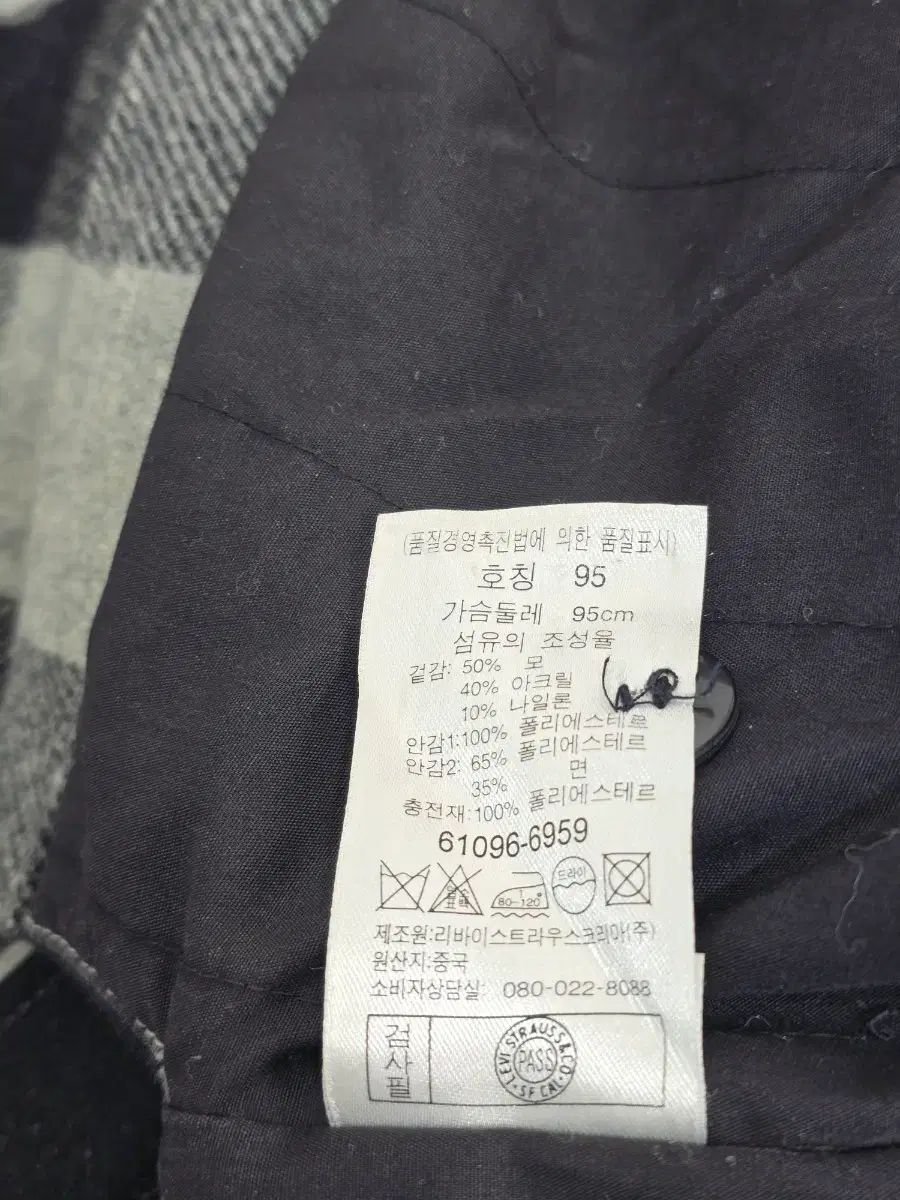 (품질경영촉진법에 의한 품질표시)
호칭 95
가슴둘레 95cm
섬유의 조성율
겉감: 50% 모
40% 아크릴
10% 나일론
안감1:100% 폴리에스테르
안감2: 65% 폴리에스테르
35% 면
충전재:100% 폴리에스테르
61096-6959
염소표백
80~120°
드라이
제조원:리바이스트라우스코리아(주)
원산지:중국
소비자상담실: 080-022-8088
검사필
LEVI STRAUSS & CO.
PASS
SF CAL